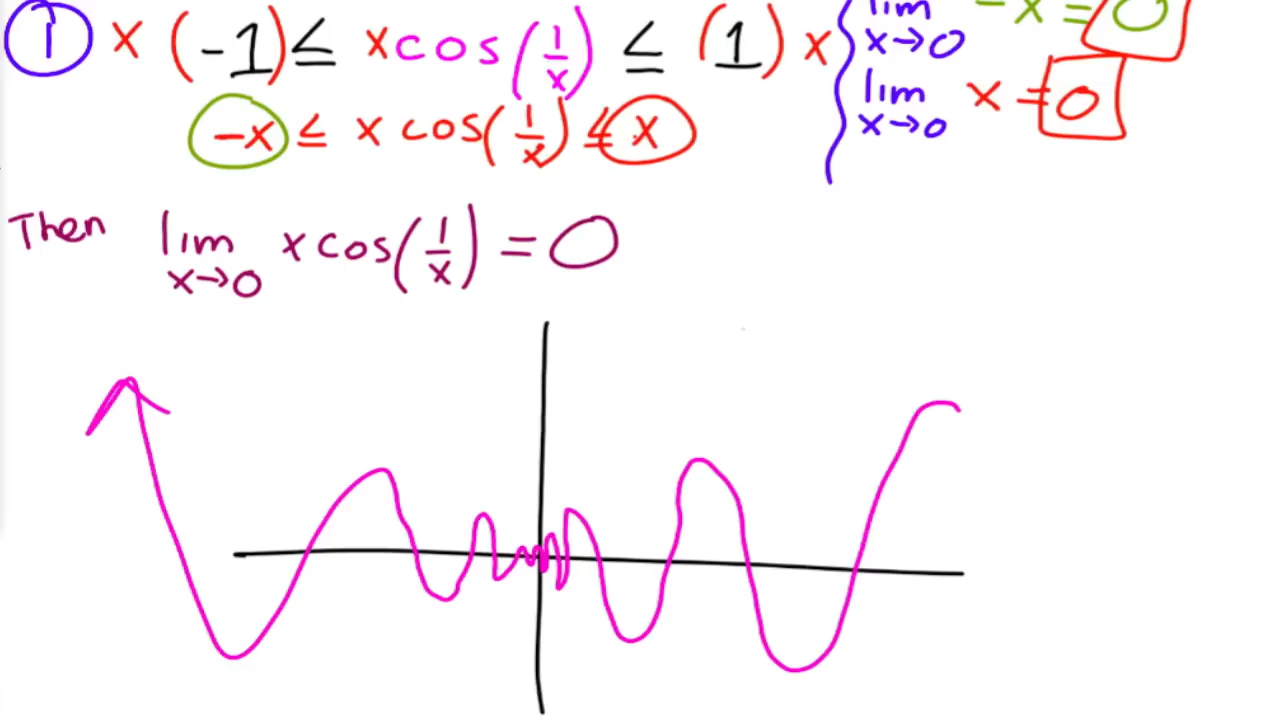 ① x (-1) ≤ x cos(1/x) ≤ (1) x
-x ≤ x cos(1/x) ≤ x
lim x→0 -x = 0
lim x→0 x = 0
Then lim x→0 x cos(1/x) = 0